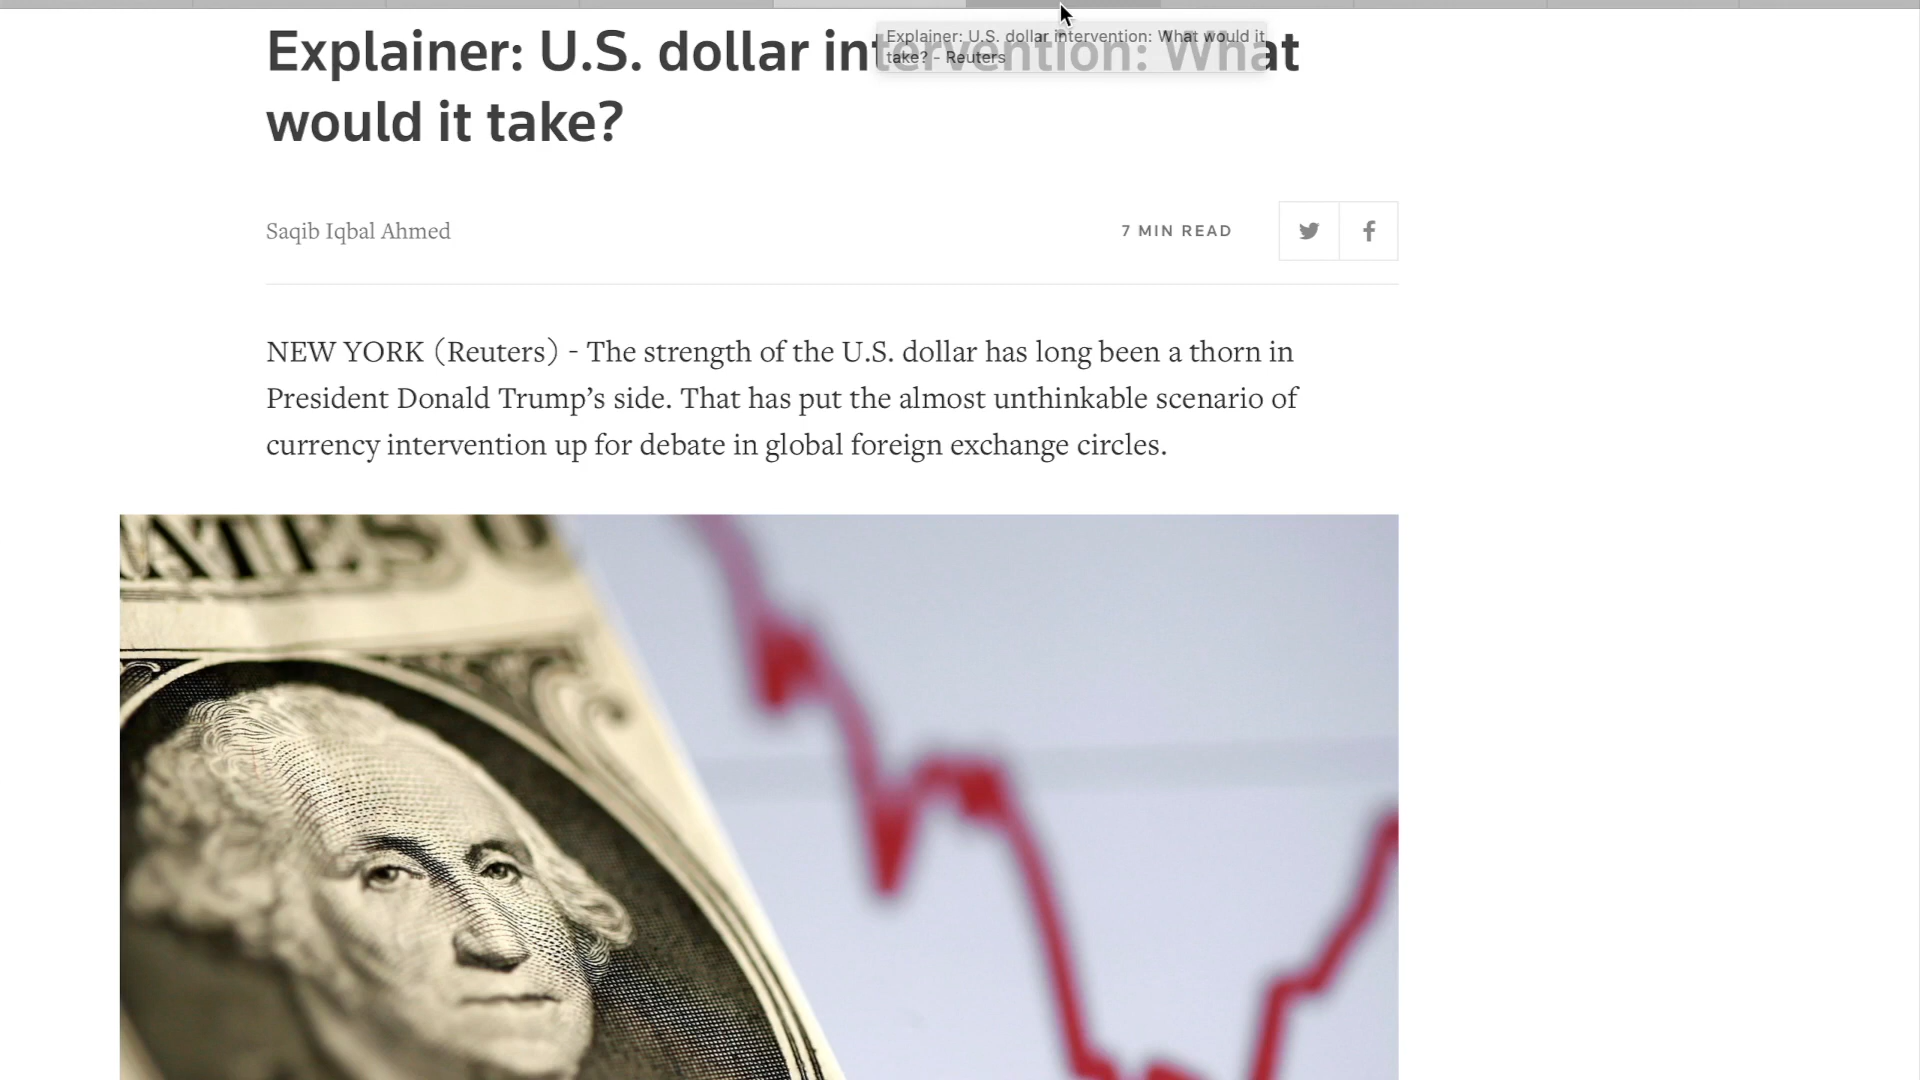 Explainer: U.S. dollar intervention: What
would it take?
Explainer: U.S. dollar intervention: What would it
take? - Reuters
Saqib Iqbal Ahmed
7 MIN READ
NEW YORK (Reuters) - The strength of the U.S. dollar has long been a thorn in
President Donald Trump’s side. That has put the almost unthinkable scenario of
currency intervention up for debate in global foreign exchange circles.
ATES O